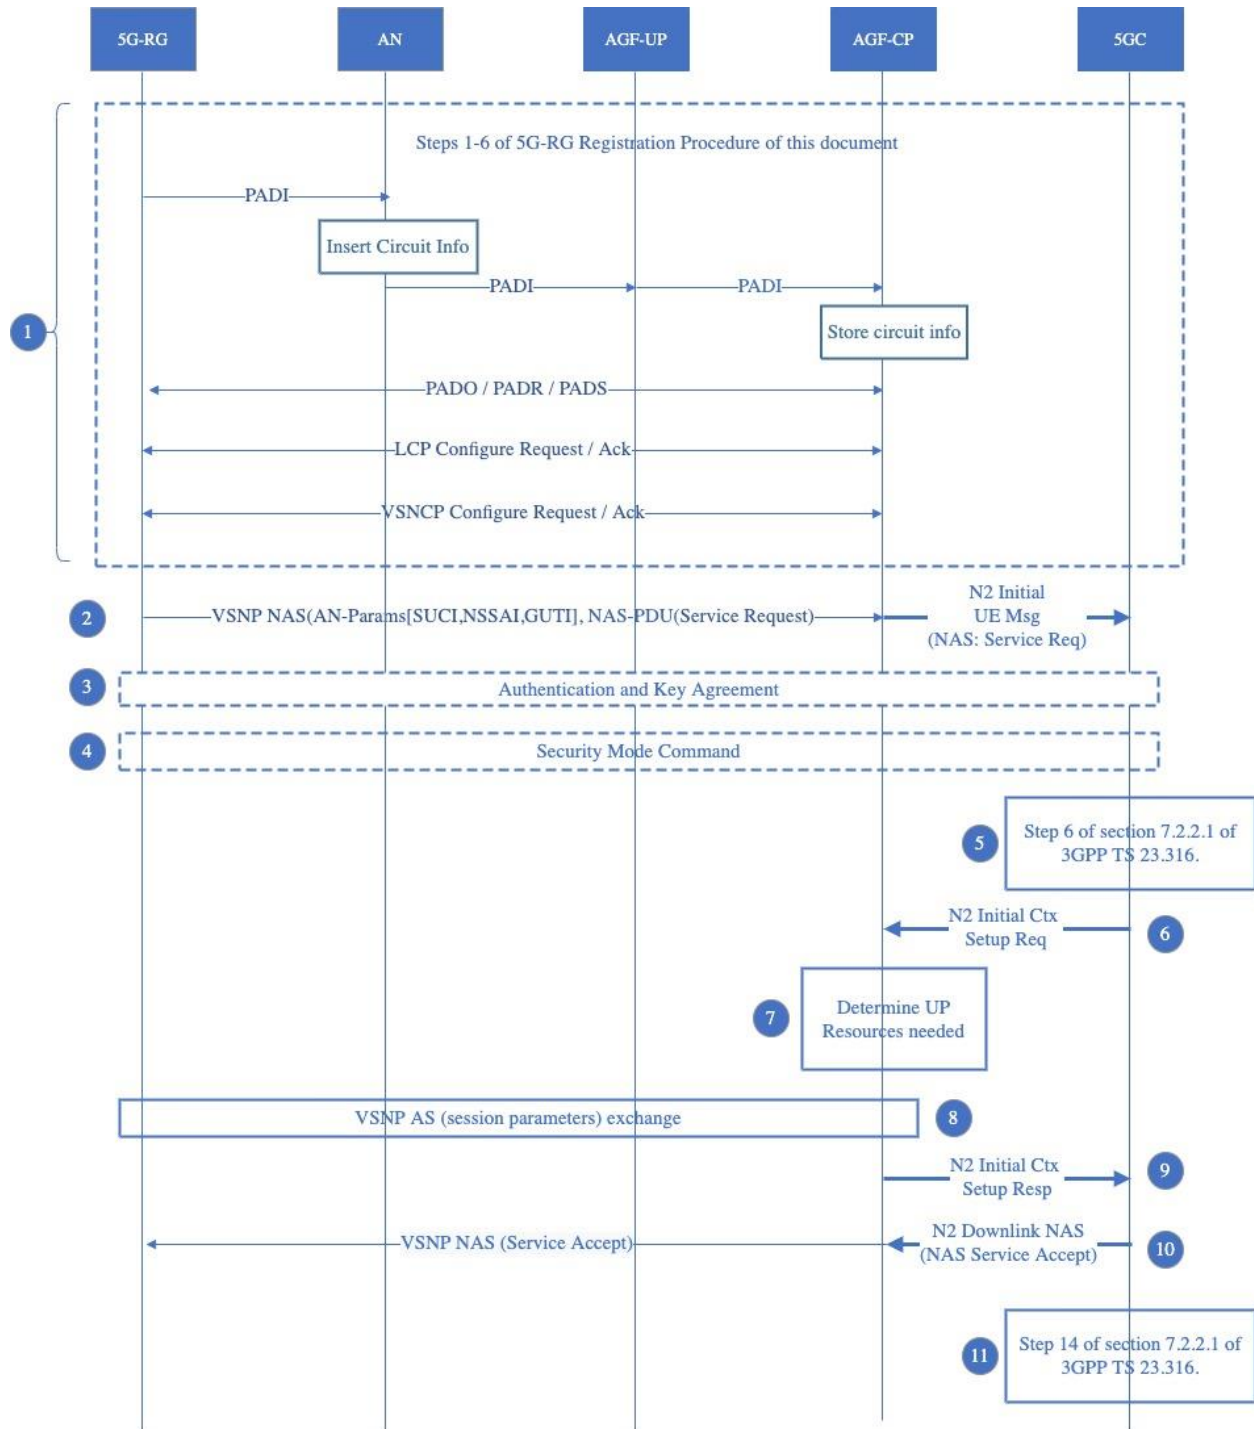 5G-RG
AN
AGF-UP
AGF-CP
5GC
1
Steps 1-6 of 5G-RG Registration Procedure of this document
PADI
Insert Circuit Info
PADI
PADI
Store circuit info
PADO / PADR / PADS
LCP Configure Request / Ack
VSNCP Configure Request / Ack
2
VSNP NAS(AN-Params[SUCI,NSSAI,GUTI], NAS-PDU(Service Request)
N2 Initial
UE Msg
(NAS: Service Req)
3
Authentication and Key Agreement
4
Security Mode Command
5
Step 6 of section 7.2.2.1 of
3GPP TS 23.316.
N2 Initial Ctx
Setup Req
6
7
Determine UP
Resources needed
VSNP AS (session parameters) exchange
8
N2 Initial Ctx
Setup Resp
9
VSNP NAS (Service Accept)
N2 Downlink NAS
(NAS Service Accept)
10
11
Step 14 of section 7.2.2.1 of
3GPP TS 23.316.